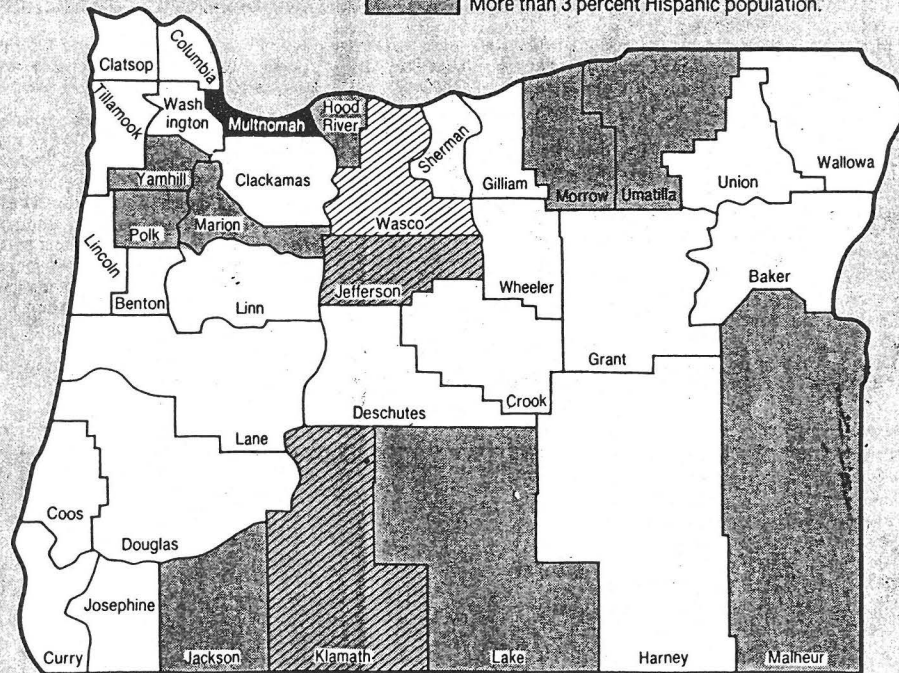 More than 3 percent Hispanic population.
Clatsop
Columbia
Tillamook
Wash
ington
Multnomah
Hood
River
Sherman
Gilliam
Morrow
Umatilla
Union
Wallowa
Yamhill
Clackamas
Wasco
Polk
Marion
Lincoln
Benton
Linn
Jefferson
Wheeler
Baker
Grant
Crook
Deschutes
Lane
Coos
Douglas
Josephine
Curry
Jackson
Klamath
Lake
Harney
Malheur